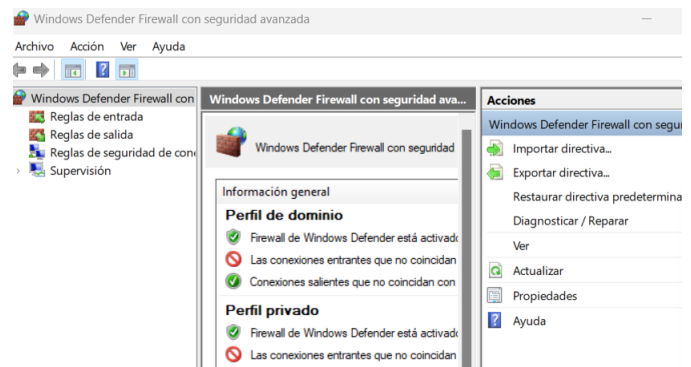 Windows Defender Firewall con seguridad avanzada
Archivo Acción Ver Ayuda
Windows Defender Firewall con
Reglas de entrada
Reglas de salida
Reglas de seguridad de cone
Supervisión
Windows Defender Firewall con seguridad ava...
Windows Defender Firewall con seguridad
Información general
Perfil de dominio
Firewall de Windows Defender está activado
Las conexiones entrantes que no coincidan
Conexiones salientes que no coincidan con
Perfil privado
Firewall de Windows Defender está activado
Las conexiones entrantes que no coincidan
Acciones
Windows Defender Firewall con segu
Importar directiva...
Exportar directiva...
Restaurar directiva predetermina
Diagnosticar / Reparar
Ver
Actualizar
Propiedades
Ayuda